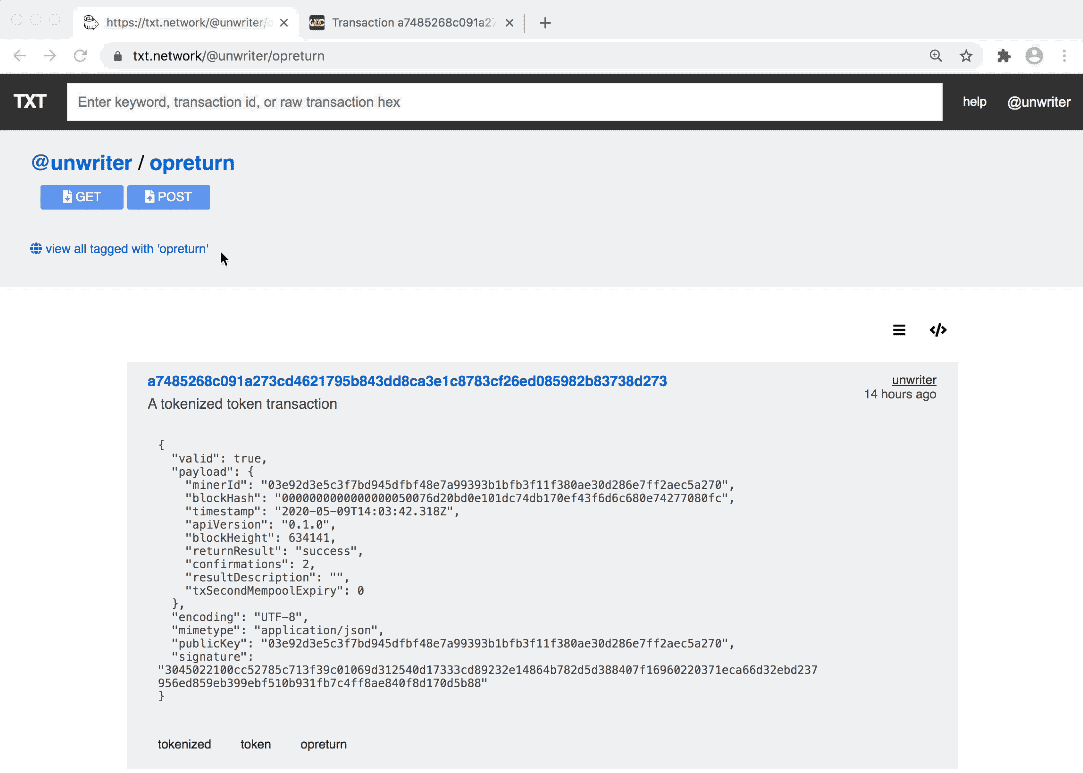 https://txt.network/@unwriter/o
Transaction a7485268c091a27
txt.network/@unwriter/opreturn
TXT
Enter keyword, transaction id, or raw transaction hex
help
@unwriter
@unwriter / opreturn
GET
POST
view all tagged with 'opreturn'
a7485268c091a273cd4621795b843dd8ca3e1c8783cf26ed085982b83738d273
unwriter
A tokenized token transaction
14 hours ago
{
"valid": true,
"payload": {
"minerId": "03e92d3e5c3f7bd945dfbf48e7a99393b1bfb3f11f380ae30d286e7ff2aec5a270",
"blockHash": "0000000000000000050076d20bd0e101dc74db170ef43f6d6c680e74277080fc",
"timestamp": "2020-05-09T14:03:42.318Z",
"apiVersion": "0.1.0",
"blockHeight": 634141,
"returnResult": "success",
"confirmations": 2,
"resultDescription": "",
"txSecondMempoolExpiry": 0
},
"encoding": "UTF-8",
"mimetype": "application/json",
"publicKey": "03e92d3e5c3f7bd945dfbf48e7a99393b1bfb3f11f380ae30d286e7ff2aec5a270",
"signature":
"3045022100cc52785c713f39c01069d312540d17333cd89232e14864b782d5d388407f16960220371eca66d32ebd237
956ed859eb399ebf510b931fb7c4ff8ae840f8d170d5b88"
}
tokenized
token
opreturn